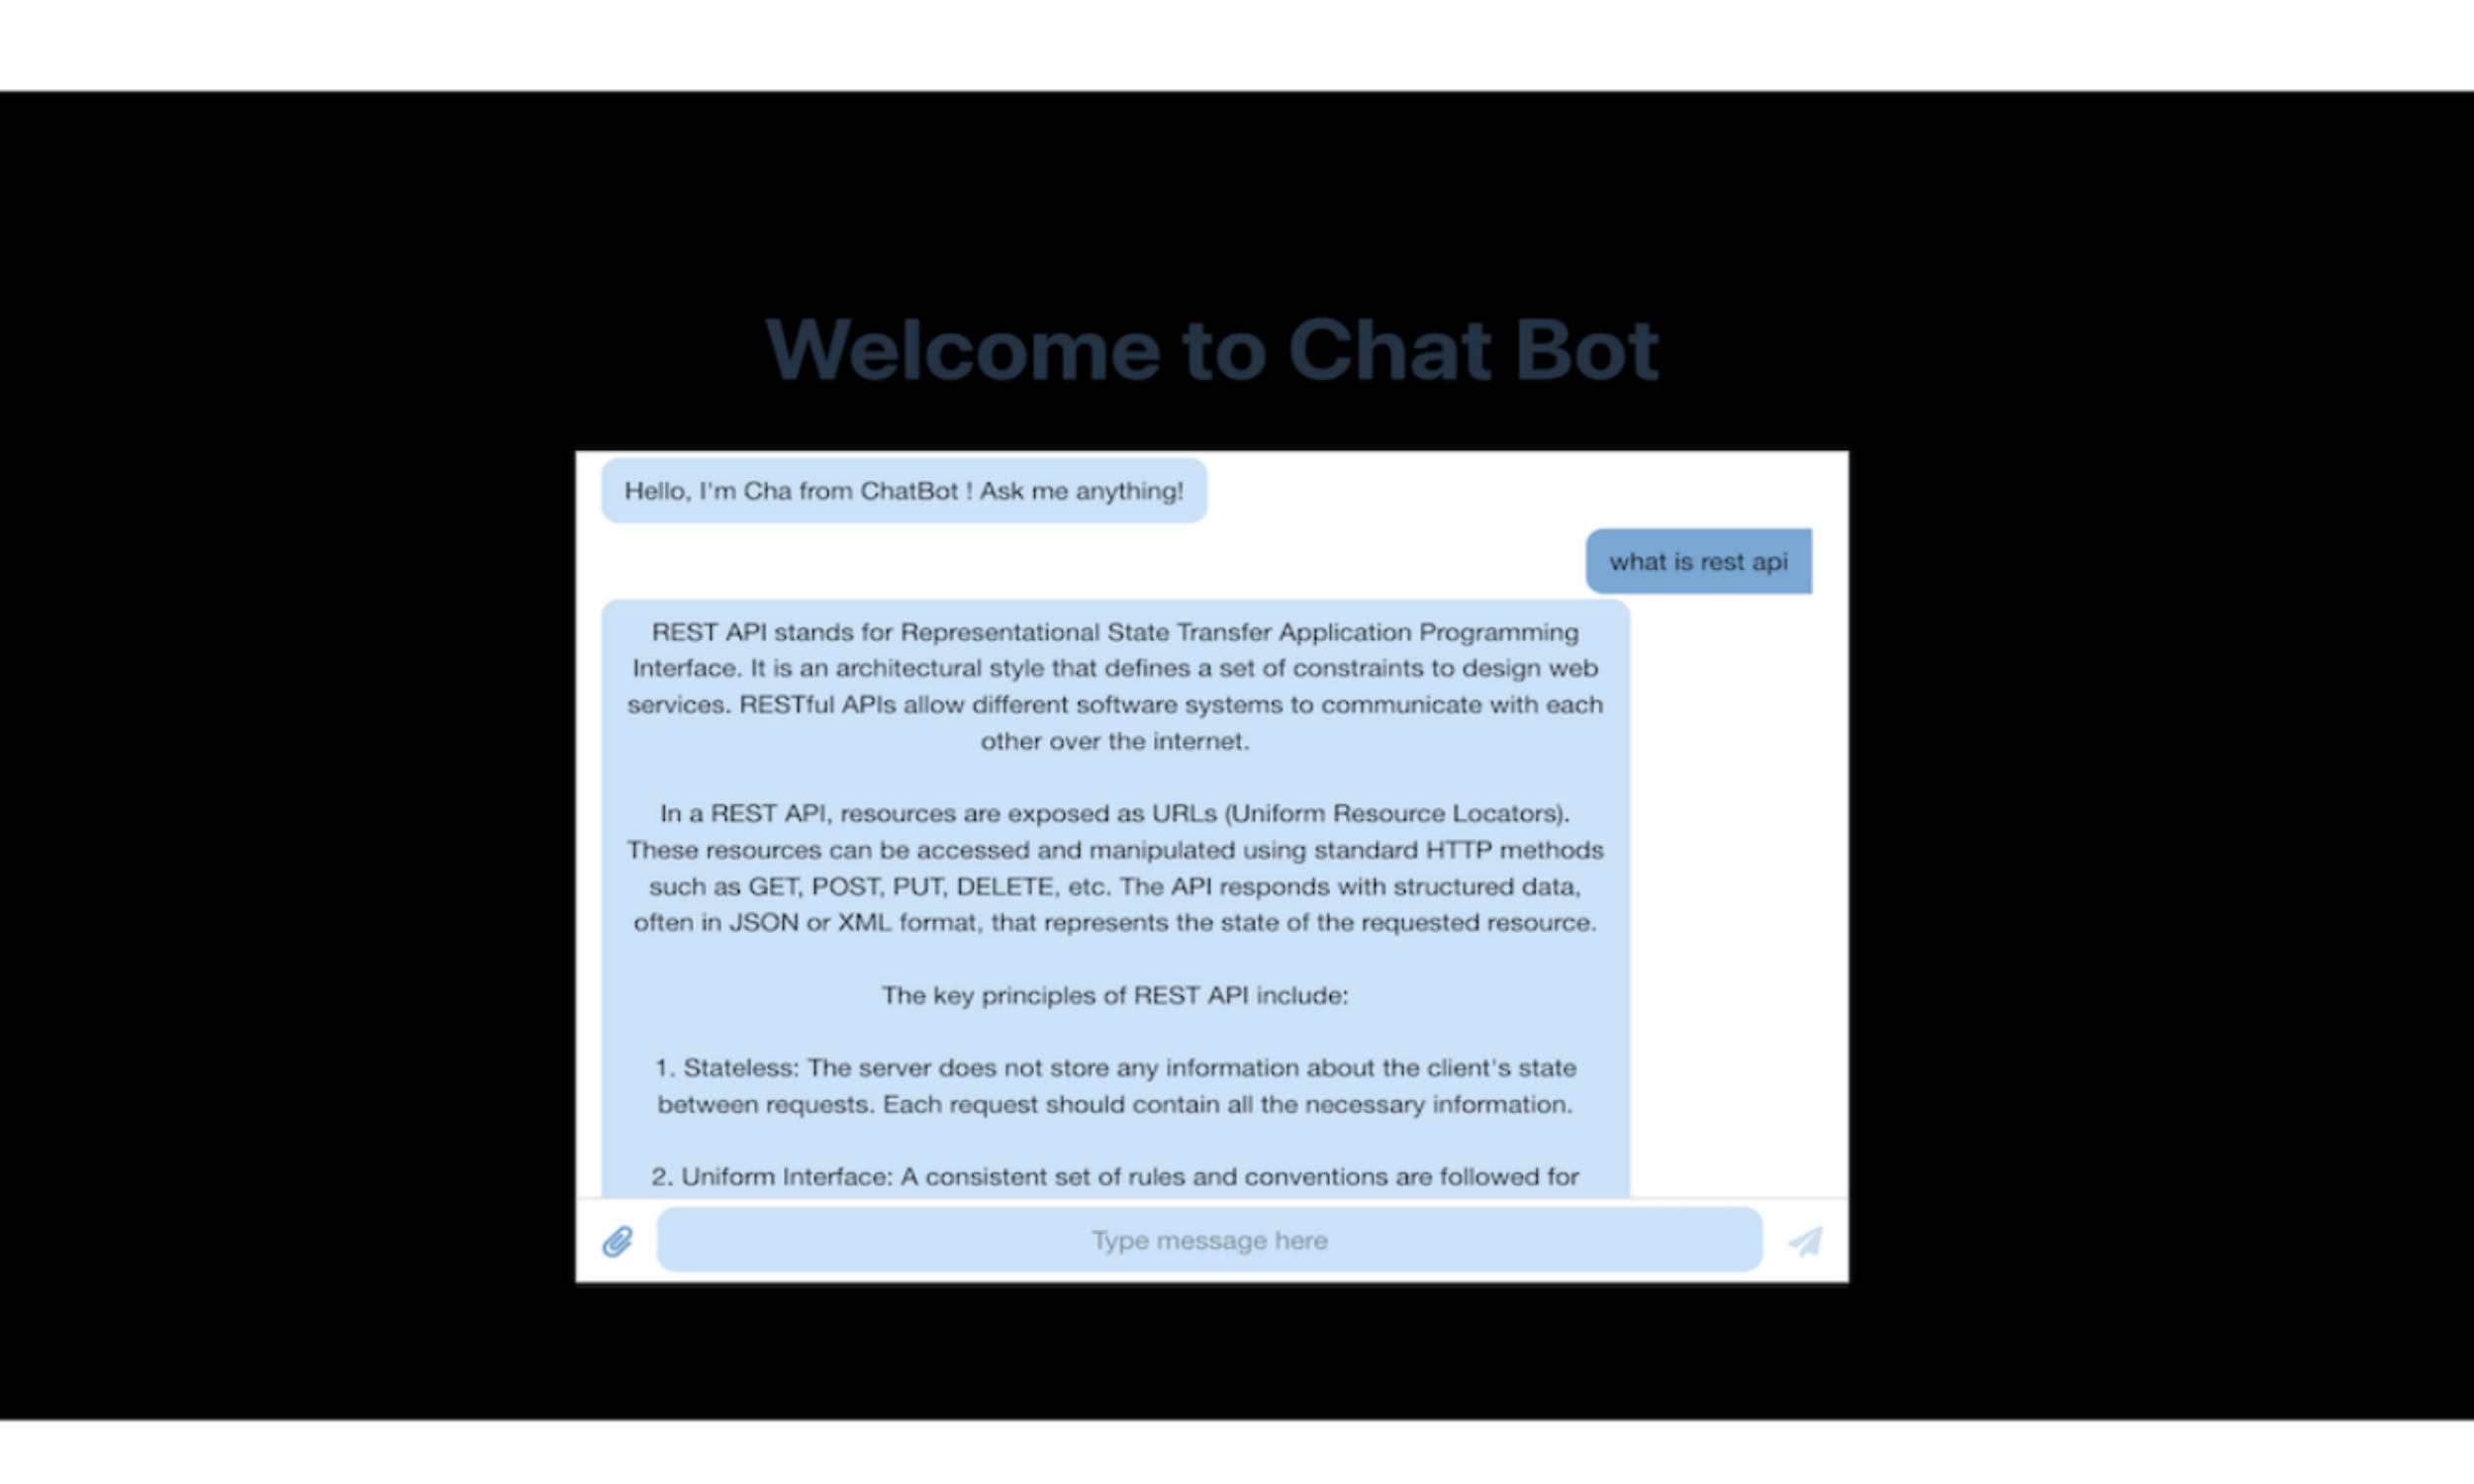 Welcome to Chat Bot
Hello, I'm Cha from ChatBot ! Ask me anything!
what is rest api
REST API stands for Representational State Transfer Application Programming
Interface. It is an architectural style that defines a set of constraints to design web
services. RESTful APIs allow different software systems to communicate with each
other over the internet.
In a REST API, resources are exposed as URLs (Uniform Resource Locators).
These resources can be accessed and manipulated using standard HTTP methods
such as GET, POST, PUT, DELETE, etc. The API responds with structured data,
often in JSON or XML format, that represents the state of the requested resource.
The key principles of REST API include:
1. Stateless: The server does not store any information about the client's state
between requests. Each request should contain all the necessary information.
2. Uniform Interface: A consistent set of rules and conventions are followed for
Type message here